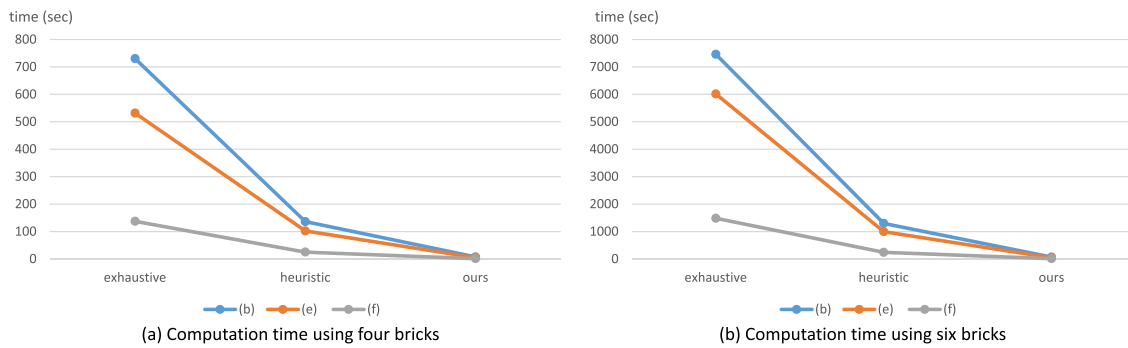 time (sec)
800
700
600
500
400
300
200
100
0
exhaustive heuristic ours
(b) (e) (f)
(a) Computation time using four bricks
time (sec)
8000
7000
6000
5000
4000
3000
2000
1000
0
exhaustive heuristic ours
(b) (e) (f)
(b) Computation time using six bricks